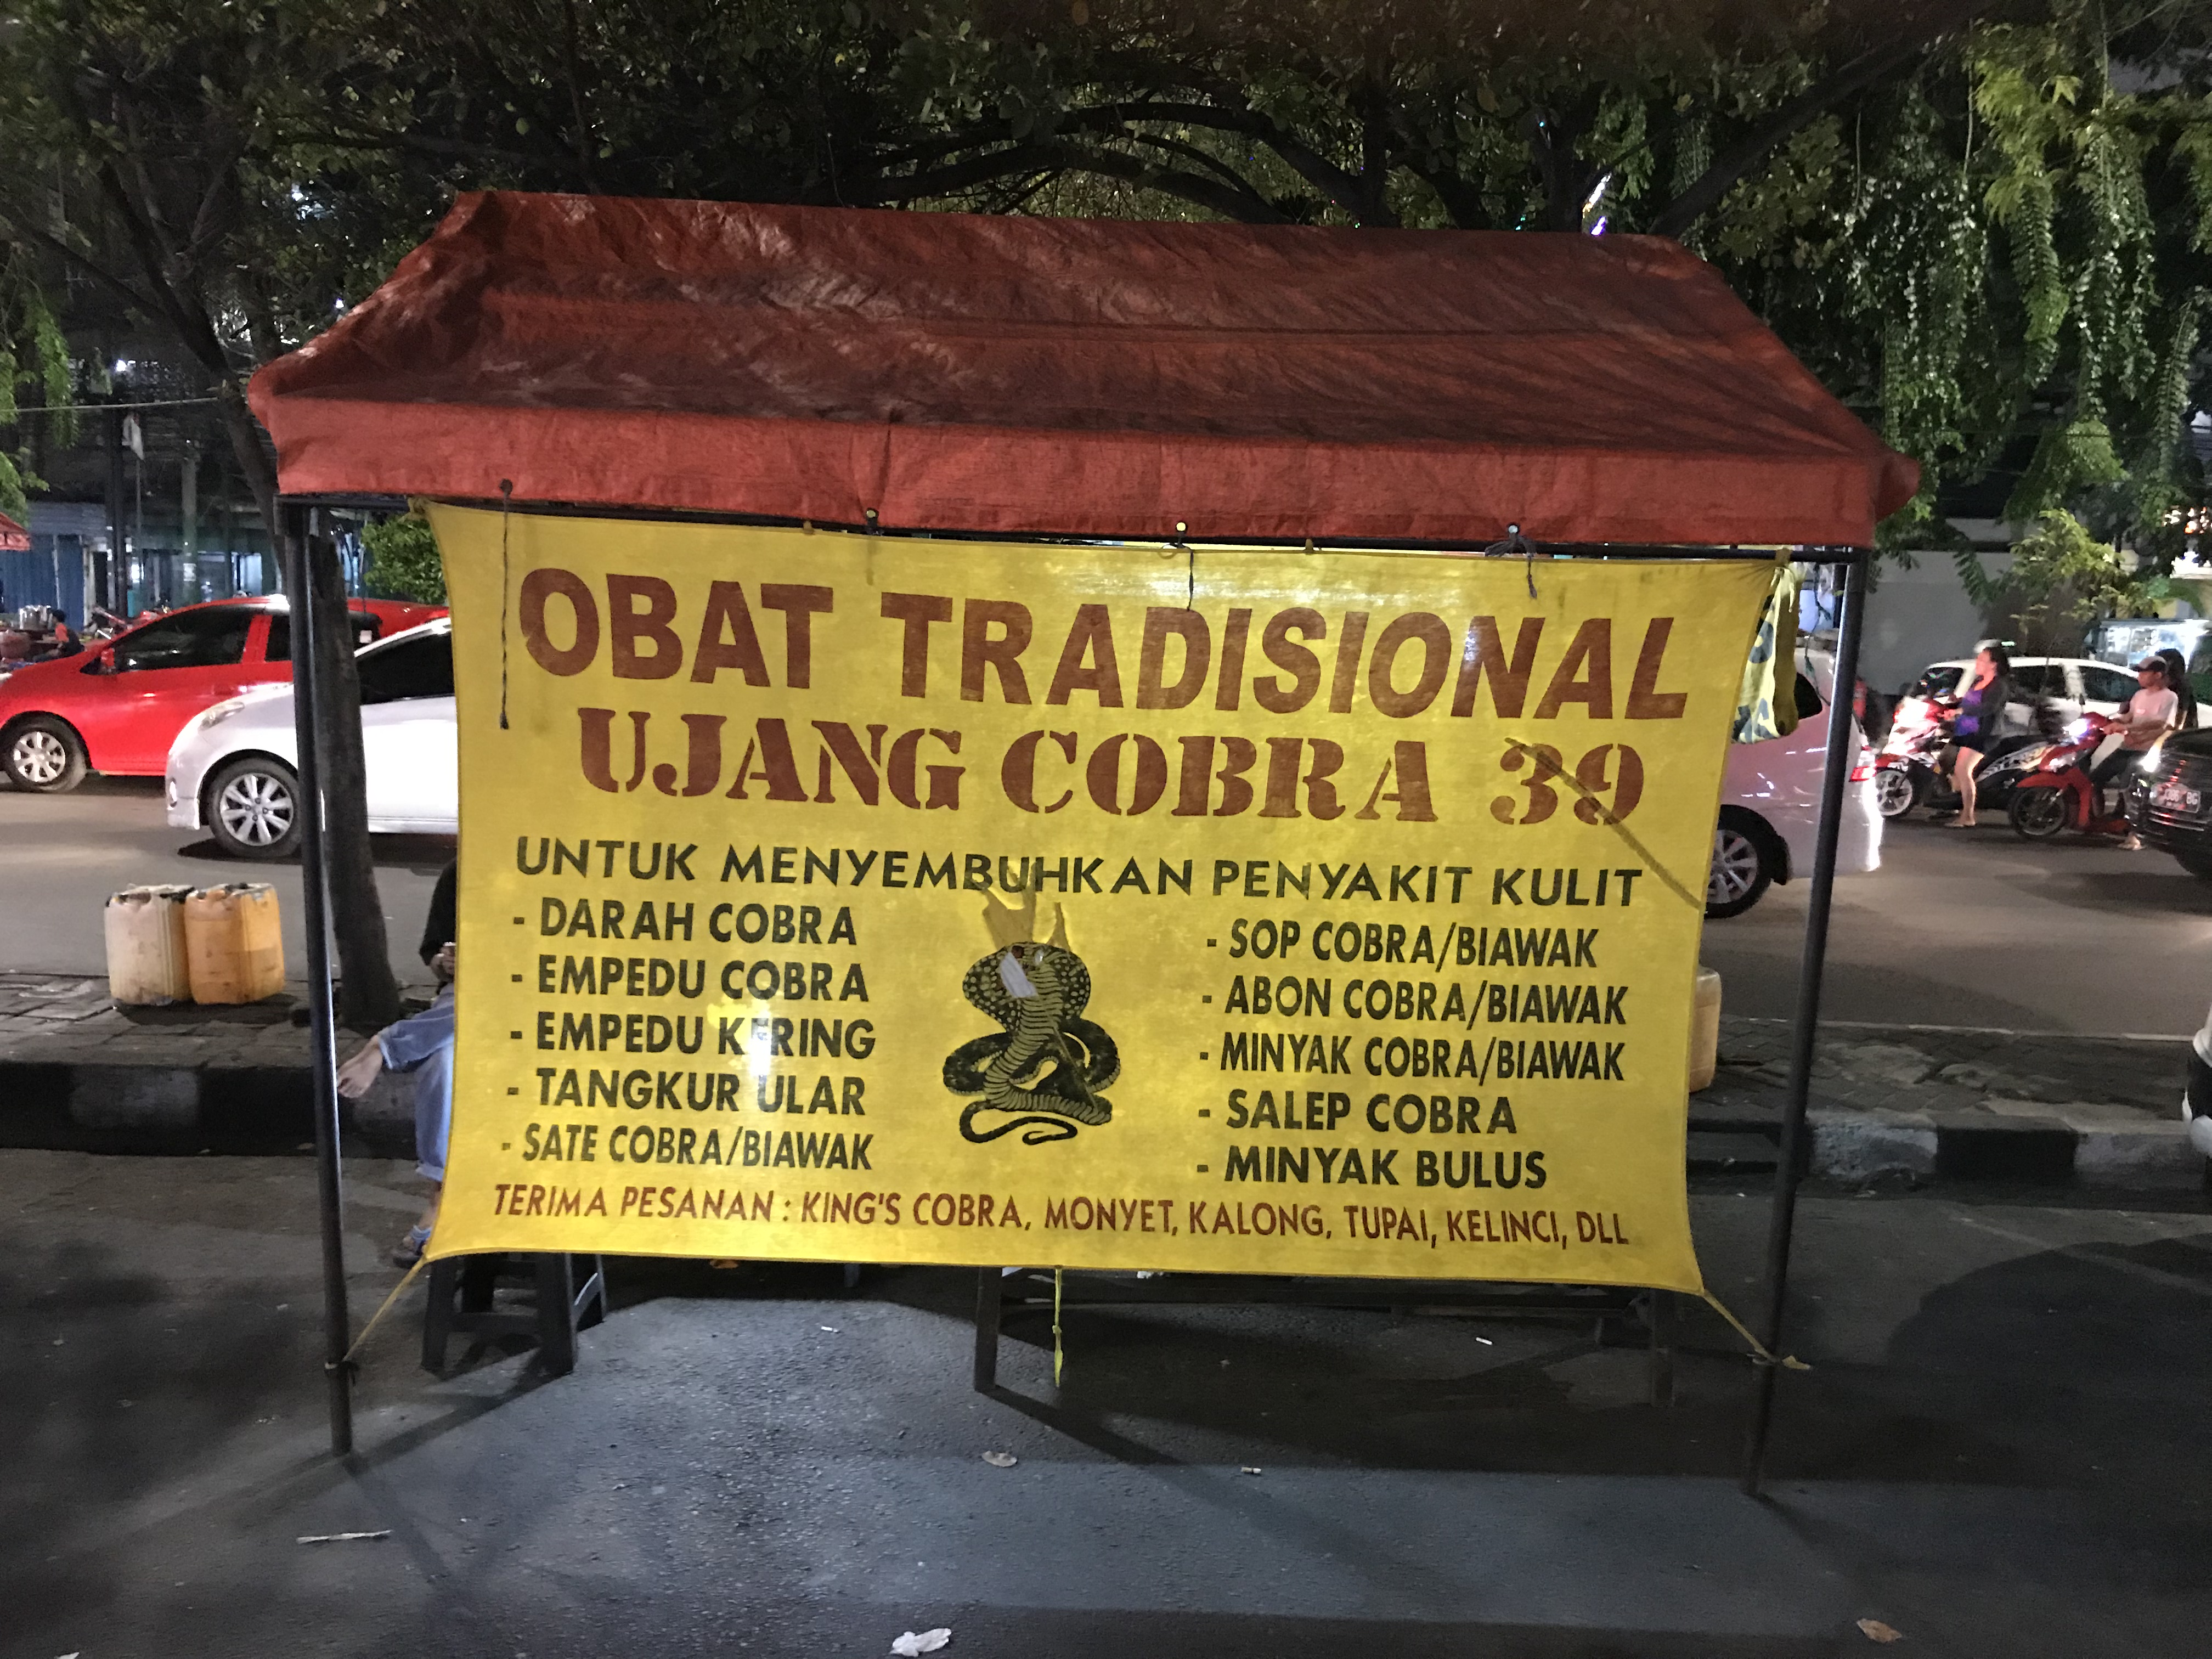 OBAT TRADISIONAL
UJANG COBRA 39
UNTUK MENYEMBUHKAN PENYAKIT KULIT
- DARAH COBRA
- EMPEDU COBRA
- EMPEDU KERING
- TANGKUR ULAR
- SATE COBRA/BIAWAK
- SOP COBRA/BIAWAK
- ABON COBRA/BIAWAK
- MINYAK COBRA/BIAWAK
- SALEP COBRA
- MINYAK BULUS
TERIMA PESANAN : KING'S COBRA, MONYET, KALONG, TUPAI, KELINCI, DLL